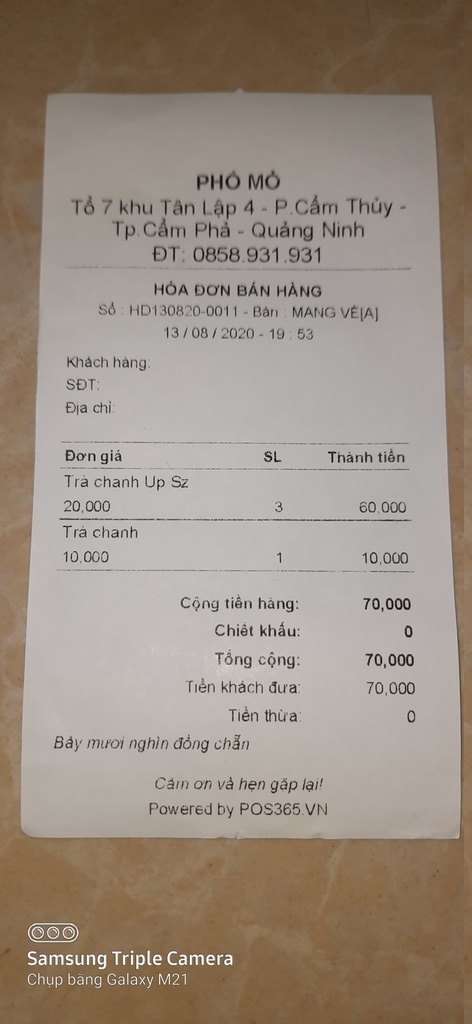 PHỐ MỎ
Tổ 7 khu Tân Lập 4 - P.Cẩm Thủy -
Tp.Cẩm Phả - Quảng Ninh
ĐT: 0858.931.931
HÓA ĐƠN BÁN HÀNG
Số : HD130820-0011 - Bàn : MANG VỀ[A]
13 / 08 / 2020 - 19 : 53
Khách hàng:
SĐT:
Địa chỉ:
Đơn giá SL Thành tiền
Trà chanh Up Sz
20,000 3 60,000
Trà chanh
10,000 1 10,000
Cộng tiền hàng: 70,000
Chiết khấu: 0
Tổng cộng: 70,000
Tiền khách đưa: 70,000
Tiền thừa: 0
Bảy mươi nghìn đồng chẵn
Cảm ơn và hẹn gặp lại!
Powered by POS365.VN
Samsung Triple Camera
Chụp bằng Galaxy M21